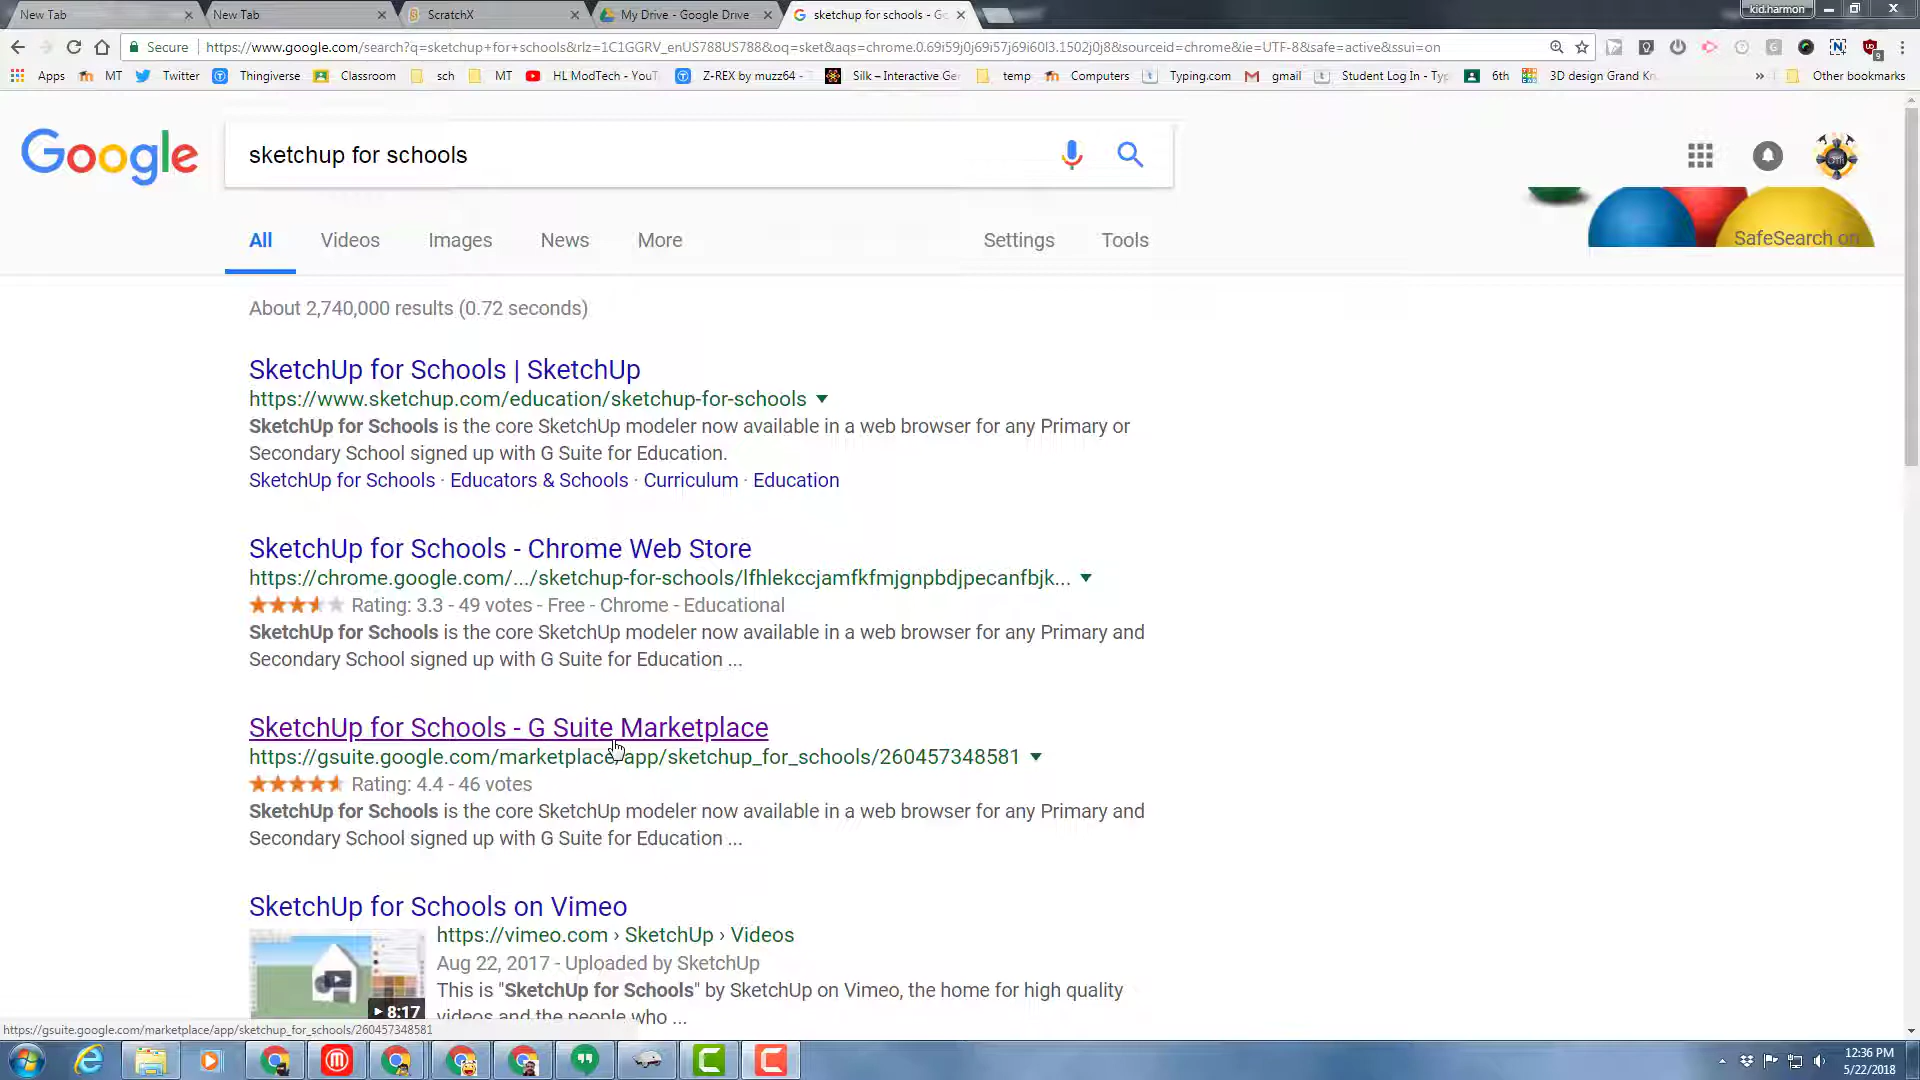 New Tab
New Tab
ScratchX
My Drive - Google Drive
sketchup for schools - Go
kid.harmon
Secure
https://www.google.com/search?q=sketchup+for+schools&rlz=1C1GGRV_enUS788US788&oq=sket&aqs=chrome.0.69i59j0j69i57j69i60l3.1502j0j8&sourceid=chrome&ie=UTF-8&safe=active&ssui=on
Apps MT Twitter Thingiverse Classroom sch MT HL ModTech - YouT Z-REX by muzz64 - Silk – Interactive Ge temp Computers Typing.com gmail Student Log In - Typ 6th 3D design Grand Kn » Other bookmarks
Google
sketchup for schools
All Videos Images News More Settings Tools
SafeSearch on
About 2,740,000 results (0.72 seconds)
SketchUp for Schools | SketchUp
https://www.sketchup.com/education/sketchup-for-schools
SketchUp for Schools is the core SketchUp modeler now available in a web browser for any Primary or
Secondary School signed up with G Suite for Education.
SketchUp for Schools · Educators & Schools · Curriculum · Education
SketchUp for Schools - Chrome Web Store
https://chrome.google.com/.../sketchup-for-schools/lfhlekccjamfkfmjgnpbdjpecanfbjk...
Rating: 3.3 - 49 votes - Free - Chrome - Educational
SketchUp for Schools is the core SketchUp modeler now available in a web browser for any Primary and
Secondary School signed up with G Suite for Education ...
SketchUp for Schools - G Suite Marketplace
https://gsuite.google.com/marketplace/app/sketchup_for_schools/260457348581
Rating: 4.4 - 46 votes
SketchUp for Schools is the core SketchUp modeler now available in a web browser for any Primary and
Secondary School signed up with G Suite for Education ...
SketchUp for Schools on Vimeo
https://vimeo.com › SketchUp › Videos
Aug 22, 2017 - Uploaded by SketchUp
This is "SketchUp for Schools" by SketchUp on Vimeo, the home for high quality
8:17
videos and the people who ...
https://gsuite.google.com/marketplace/app/sketchup_for_schools/260457348581
12:36 PM
5/22/2018